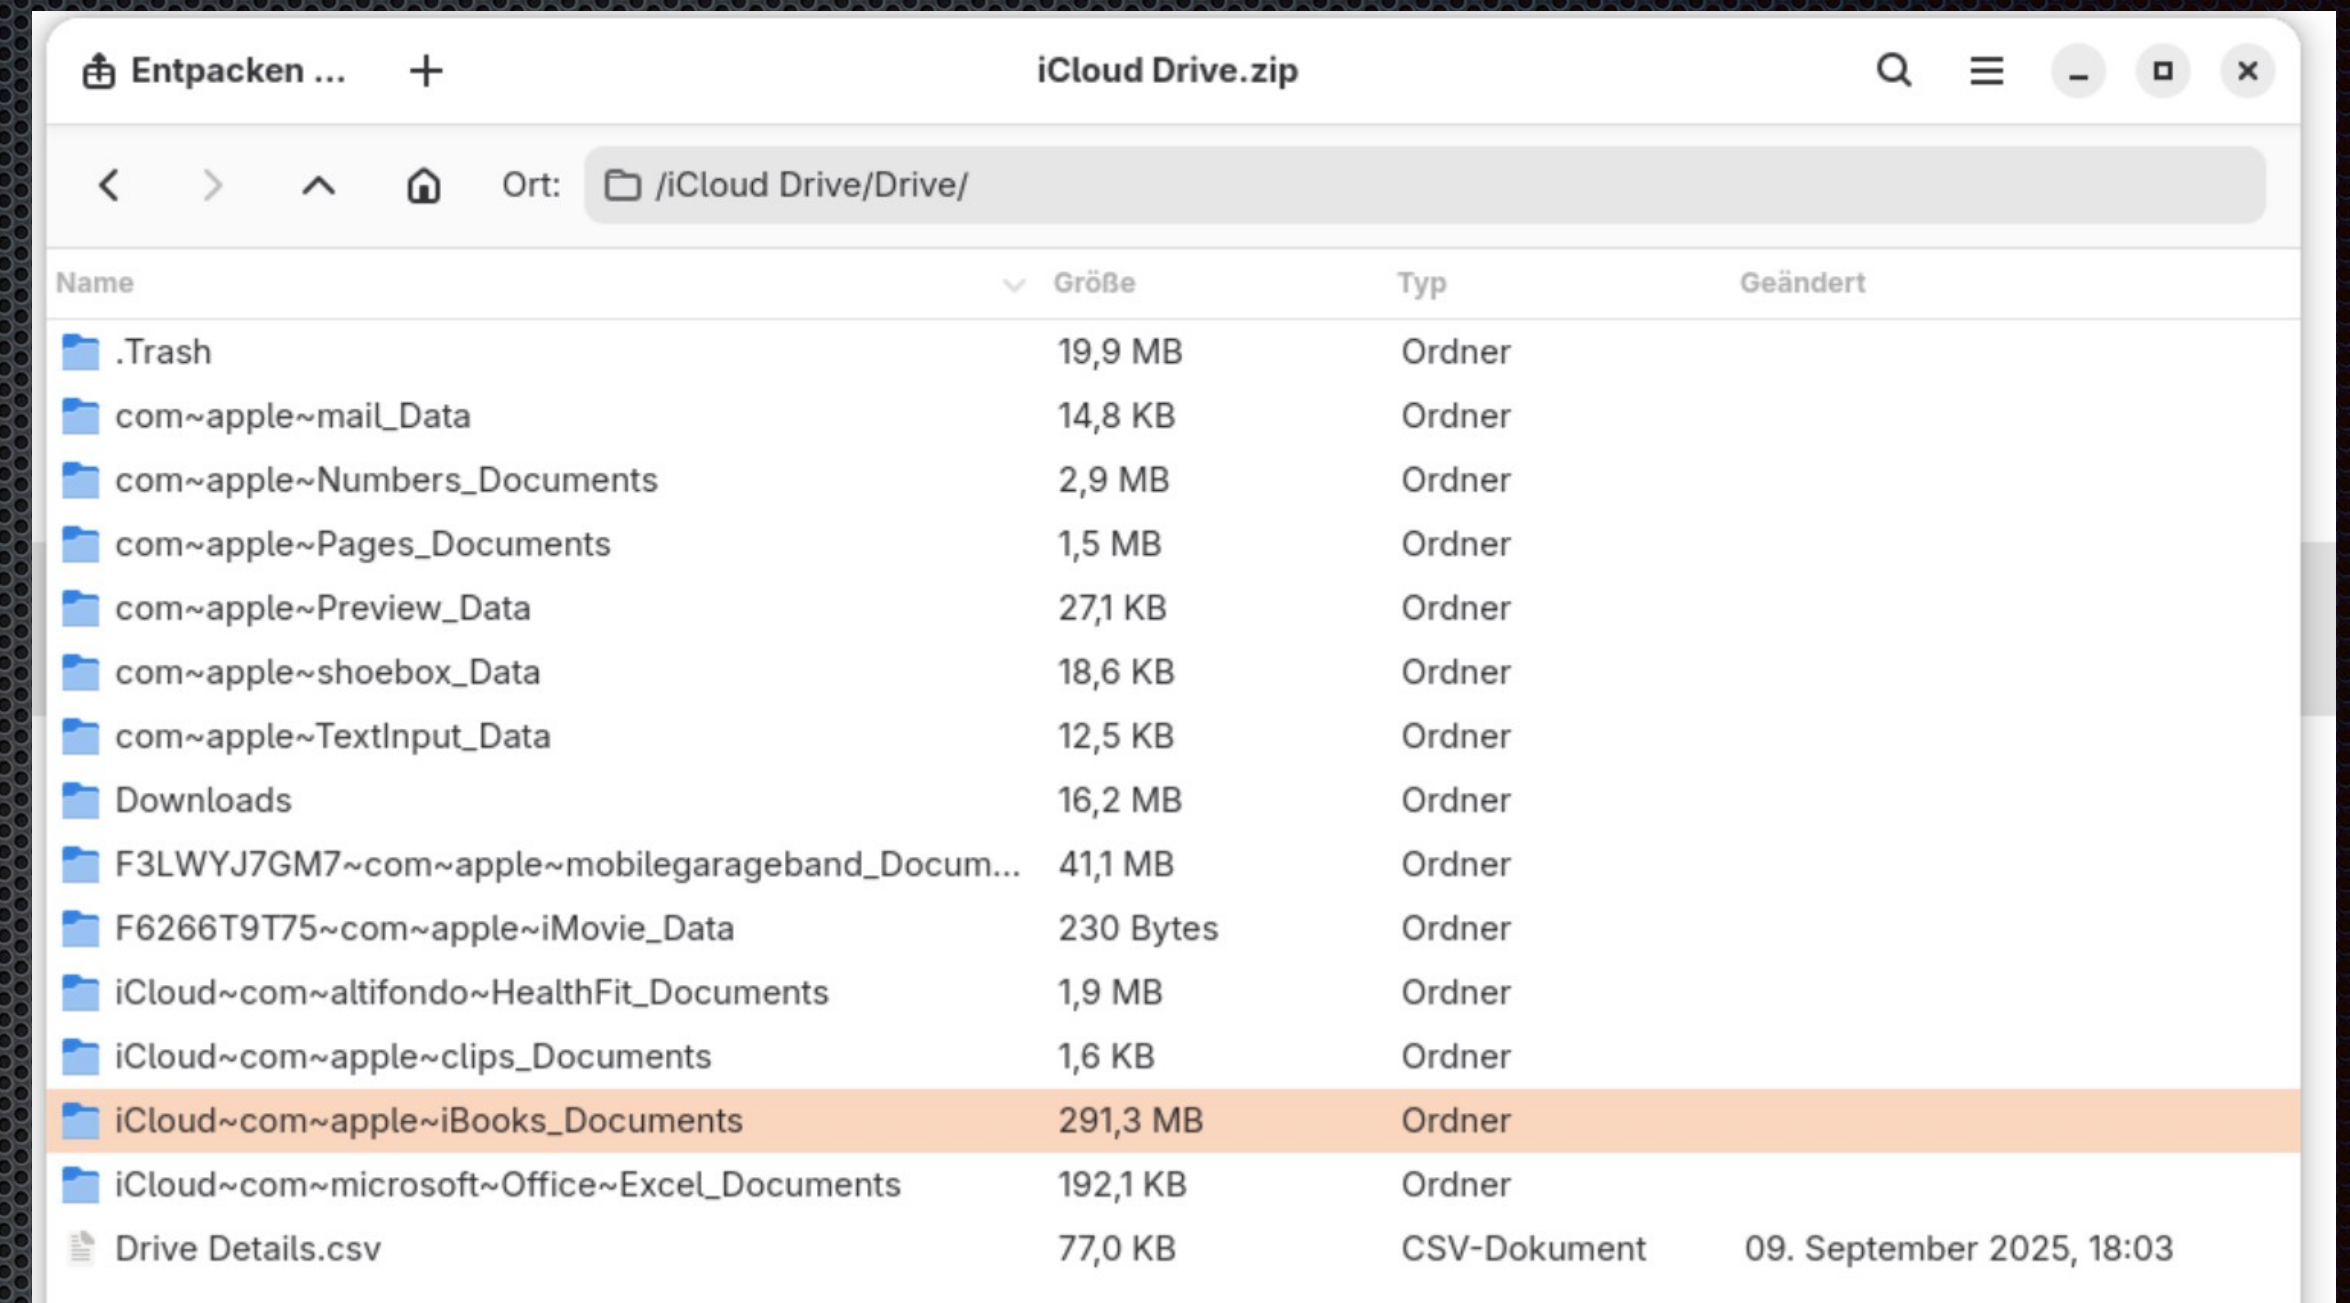 Entpacken ... + iCloud Drive.zip
Ort: /iCloud Drive/Drive/
Name Größe Typ Geändert
.Trash 19,9 MB Ordner
com~apple~mail_Data 14,8 KB Ordner
com~apple~Numbers_Documents 2,9 MB Ordner
com~apple~Pages_Documents 1,5 MB Ordner
com~apple~Preview_Data 27,1 KB Ordner
com~apple~shoebox_Data 18,6 KB Ordner
com~apple~TextInput_Data 12,5 KB Ordner
Downloads 16,2 MB Ordner
F3LWYJ7GM7~com~apple~mobilegarageband_Docum... 41,1 MB Ordner
F6266T9T75~com~apple~iMovie_Data 230 Bytes Ordner
iCloud~com~altifondo~HealthFit_Documents 1,9 MB Ordner
iCloud~com~apple~clips_Documents 1,6 KB Ordner
iCloud~com~apple~iBooks_Documents 291,3 MB Ordner
iCloud~com~microsoft~Office~Excel_Documents 192,1 KB Ordner
Drive Details.csv 77,0 KB CSV-Dokument 09. September 2025, 18:03